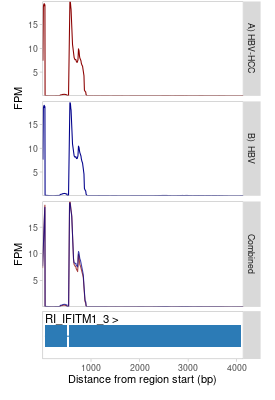 15
10
5
A) HBV-HCC
FPM
15
10
5
B) HBV
15
10
5
Combined
FPM
RI_IFITM1_3 >
1000 2000 3000 4000
Distance from region start (bp)